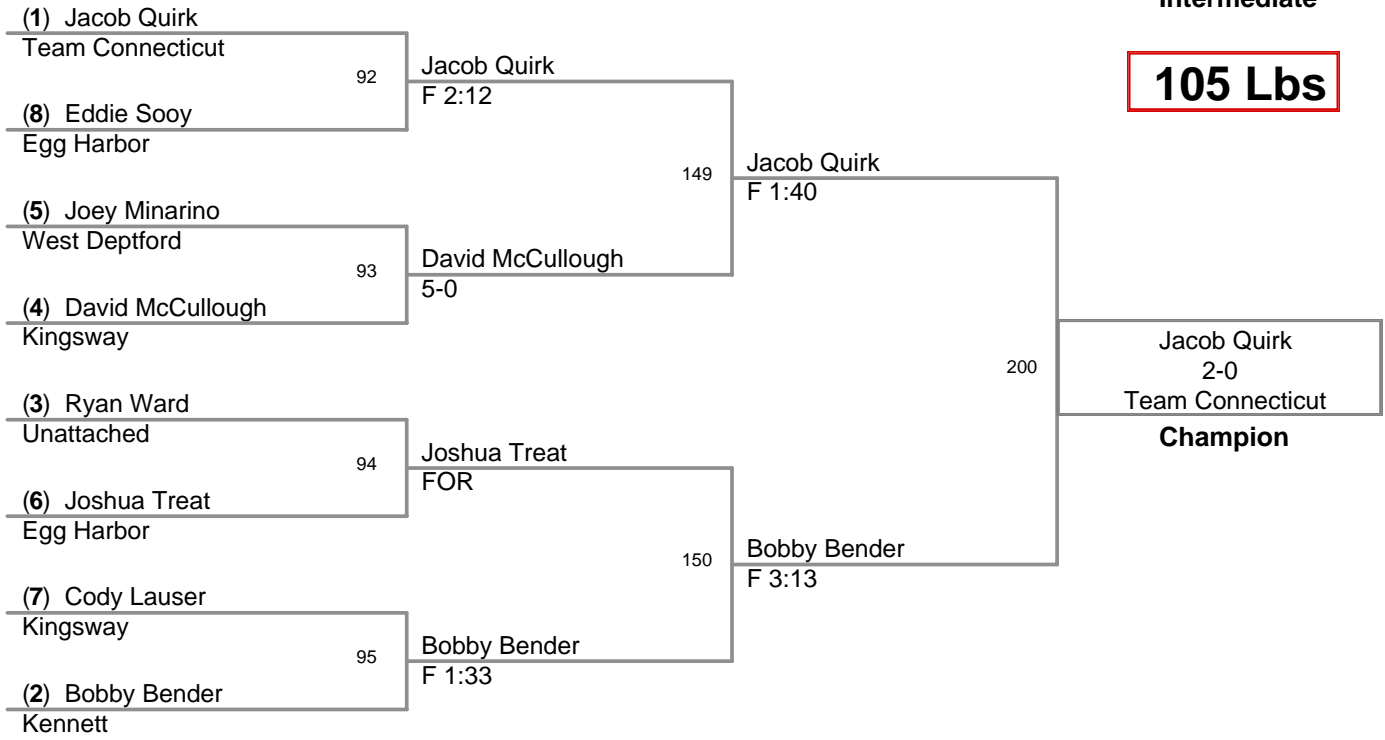 Intermediate
105 Lbs
(1) Jacob Quirk
Team Connecticut
92
(8) Eddie Sooy
Egg Harbor
Jacob Quirk
F 2:12
(5) Joey Minarino
West Deptford
93
(4) David McCullough
Kingsway
David McCullough
5-0
149
Jacob Quirk
F 1:40
(3) Ryan Ward
Unattached
94
(6) Joshua Treat
Egg Harbor
Joshua Treat
FOR
(7) Cody Lauser
Kingsway
95
(2) Bobby Bender
Kennett
Bobby Bender
F 1:33
150
Bobby Bender
F 3:13
200
Jacob Quirk
2-0
Team Connecticut
Champion